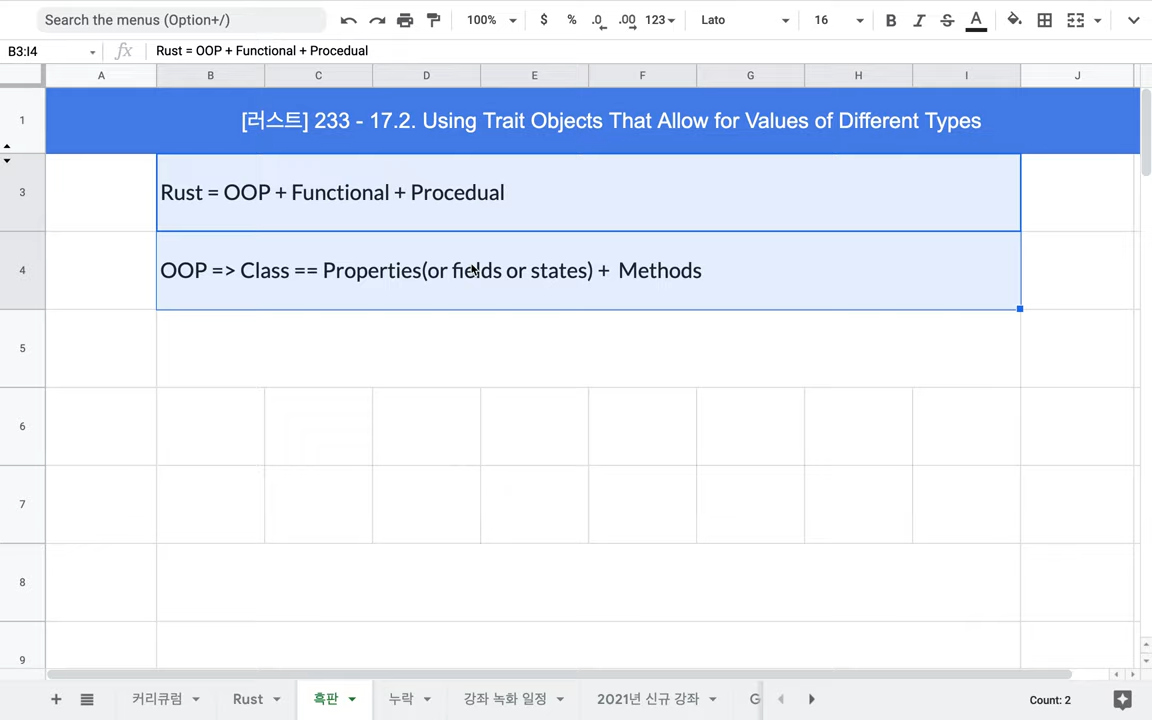 Search the menus (Option+/)
100%
$ % .0 .00 123
Lato
16
B I S A
B3:I4
fx
Rust = OOP + Functional + Procedual
A B C D E F G H I J
1
[러스트] 233 - 17.2. Using Trait Objects That Allow for Values of Different Types
3
Rust = OOP + Functional + Procedual
4
OOP => Class == Properties(or fields or states) + Methods
5
6
7
8
9
커리큘럼
Rust
흑판
누락
강좌 녹화 일정
2021년 신규 강좌
G
Count: 2